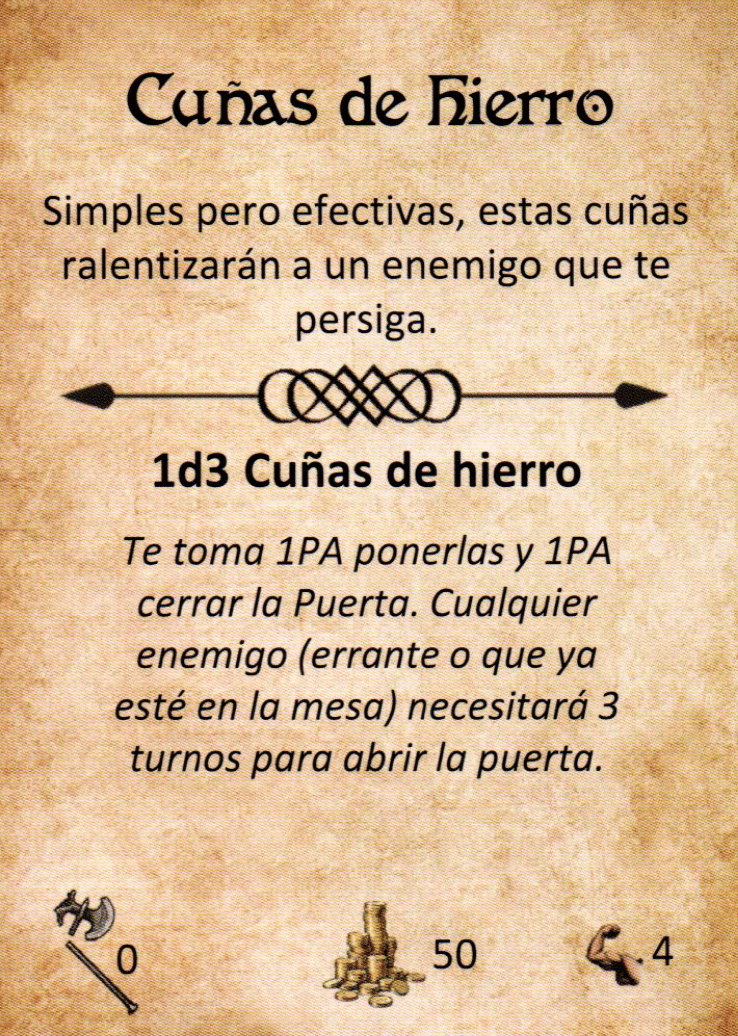 Cuñas de Hierro
Simples pero efectivas, estas cuñas
ralentizarán a un enemigo que te
persiga.
1d3 Cuñas de hierro
Te toma 1PA ponerlas y 1PA
cerrar la Puerta. Cualquier
enemigo (errante o que ya
esté en la mesa) necesitará 3
turnos para abrir la puerta.
0 50 4